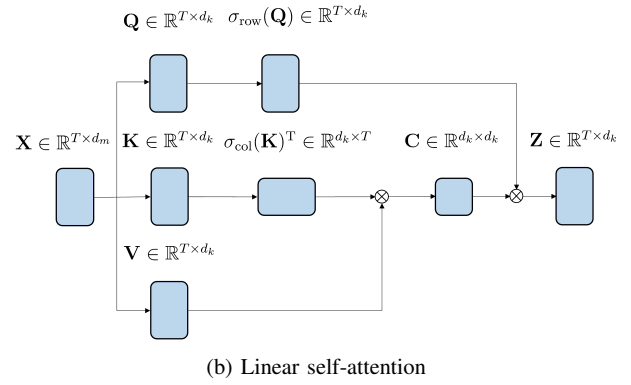 Q ∈ ℝ^{T×d_k} σ_row(Q) ∈ ℝ^{T×d_k}
X ∈ ℝ^{T×d_m} K ∈ ℝ^{T×d_k} σ_col(K)^T ∈ ℝ^{d_k×T} C ∈ ℝ^{d_k×d_k} Z ∈ ℝ^{T×d_k}
V ∈ ℝ^{T×d_k}
(b) Linear self-attention